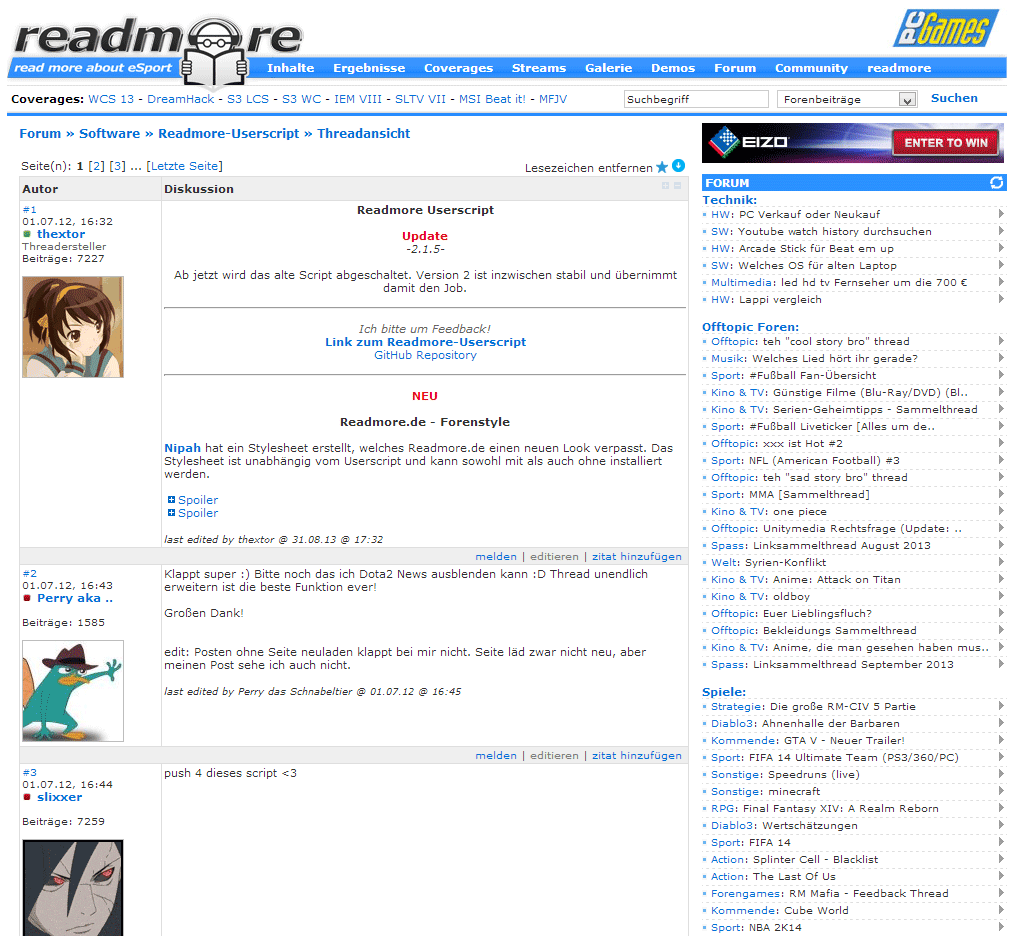 readmore
PC Games
read more about eSport
Inhalte Ergebnisse Coverages Streams Galerie Demos Forum Community readmore
Coverages: WCS 13 - DreamHack - S3 LCS - S3 WC - IEM VIII - SLTV VII - MSI Beat it! - MFJV
Suchbegriff
Forenbeiträge
Suchen
Forum » Software » Readmore-Userscript » Threadansicht
Seite(n): 1 [2] [3] ... [Letzte Seite]
Lesezeichen entfernen
Autor
Diskussion
#1
01.07.12, 16:32
thextor
Threadersteller
Beiträge: 7227
Readmore Userscript
Update
-2.1.5-
Ab jetzt wird das alte Script abgeschaltet. Version 2 ist inzwischen stabil und übernimmt
damit den Job.
Ich bitte um Feedback!
Link zum Readmore-Userscript
GitHub Repository
NEU
Readmore.de - Forenstyle
Nipah hat ein Stylesheet erstellt, welches Readmore.de einen neuen Look verpasst. Das
Stylesheet ist unabhängig vom Userscript und kann sowohl mit als auch ohne installiert
werden.
Spoiler
Spoiler
last edited by thextor @ 31.08.13 @ 17:32
melden | editieren | zitat hinzufügen
#2
01.07.12, 16:43
Perry aka ..
Beiträge: 1585
Klappt super :) Bitte noch das ich Dota2 News ausblenden kann :D Thread unendlich
erweitern ist die beste Funktion ever!
Großen Dank!
edit: Posten ohne Seite neuladen klappt bei mir nicht. Seite läd zwar nicht neu, aber
meinen Post sehe ich auch nicht.
last edited by Perry das Schnabeltier @ 01.07.12 @ 16:45
melden | editieren | zitat hinzufügen
#3
01.07.12, 16:44
slixxer
Beiträge: 7259
push 4 dieses script <3
EIZO
ENTER TO WIN
FORUM
Technik:
HW: PC Verkauf oder Neukauf
SW: Youtube watch history durchsuchen
HW: Arcade Stick für Beat em up
SW: Welches OS für alten Laptop
Multimedia: led hd tv Fernseher um die 700 €
HW: Lappi vergleich
Offtopic Foren:
Offtopic: teh "cool story bro" thread
Musik: Welches Lied hört ihr gerade?
Sport: #Fußball Fan-Übersicht
Kino & TV: Günstige Filme (Blu-Ray/DVD) (Bl..
Kino & TV: Serien-Geheimtipps - Sammelthread
Sport: #Fußball Liveticker [Alles um de..
Offtopic: xxx ist Hot #2
Sport: NFL (American Football) #3
Offtopic: teh "sad story bro" thread
Sport: MMA [Sammelthread]
Kino & TV: one piece
Offtopic: Unitymedia Rechtsfrage (Update: ..
Spass: Linksammelthread August 2013
Welt: Syrien-Konflikt
Kino & TV: Anime: Attack on Titan
Kino & TV: oldboy
Offtopic: Euer Lieblingsfluch?
Offtopic: Bekleidungs Sammelthread
Kino & TV: Anime, die man gesehen haben mus..
Spass: Linksammelthread September 2013
Spiele:
Strategie: Die große RM-CIV 5 Partie
Diablo3: Ahnenhalle der Barbaren
Kommende: GTA V - Neuer Trailer!
Sport: FIFA 14 Ultimate Team (PS3/360/PC)
Sonstige: Speedruns (live)
Sonstige: minecraft
RPG: Final Fantasy XIV: A Realm Reborn
Diablo3: Wertschätzungen
Sport: FIFA 14
Action: Splinter Cell - Blacklist
Action: The Last Of Us
Forengames: RM Mafia - Feedback Thread
Kommende: Cube World
Sport: NBA 2K14